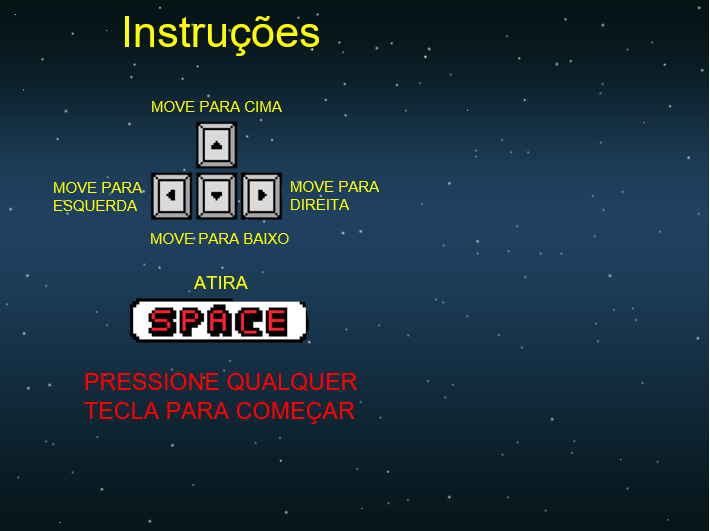 Instruções
MOVE PARA CIMA
MOVE PARA
ESQUERDA
MOVE PARA
DIREITA
MOVE PARA BAIXO
ATIRA
SPACE
PRESSIONE QUALQUER
TECLA PARA COMEÇAR